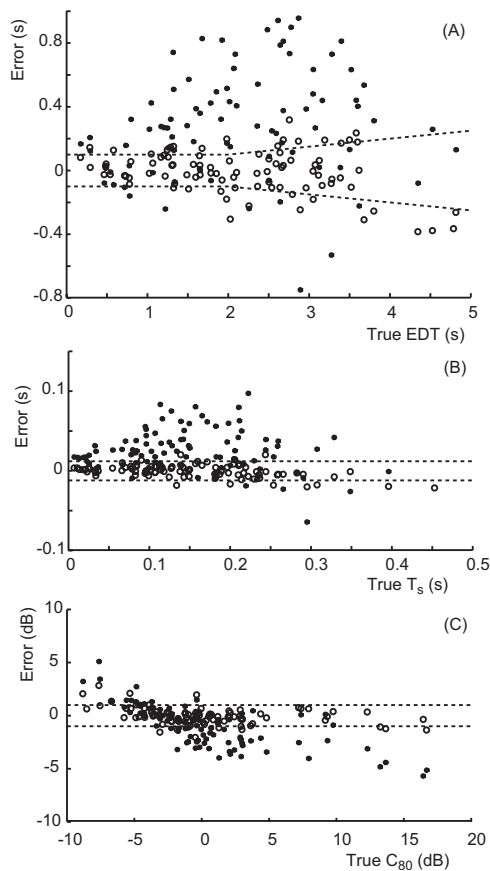 (A)
Error (s)
0.8
0.4
0
-0.4
-0.8
0 1 2 3 4 5
True EDT (s)
(B)
Error (s)
0.1
0
-0.1
0 0.1 0.2 0.3 0.4 0.5
True Ts (s)
(C)
Error (dB)
10
5
0
-5
-10
-10 -5 0 5 10 15 20
True C80 (dB)